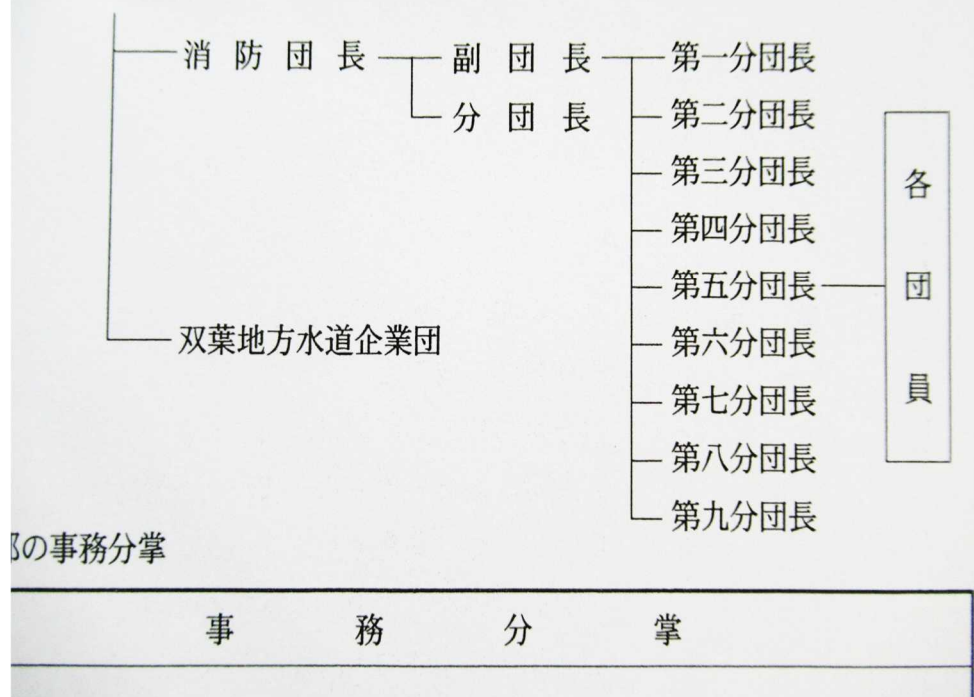 消防団長 副団長 第一分団長
分団長 第二分団長
第三分団長
第四分団長
第五分団長
第六分団長
第七分団長
第八分団長
第九分団長
各団員
双葉地方水道企業団
の事務分掌
事務分掌